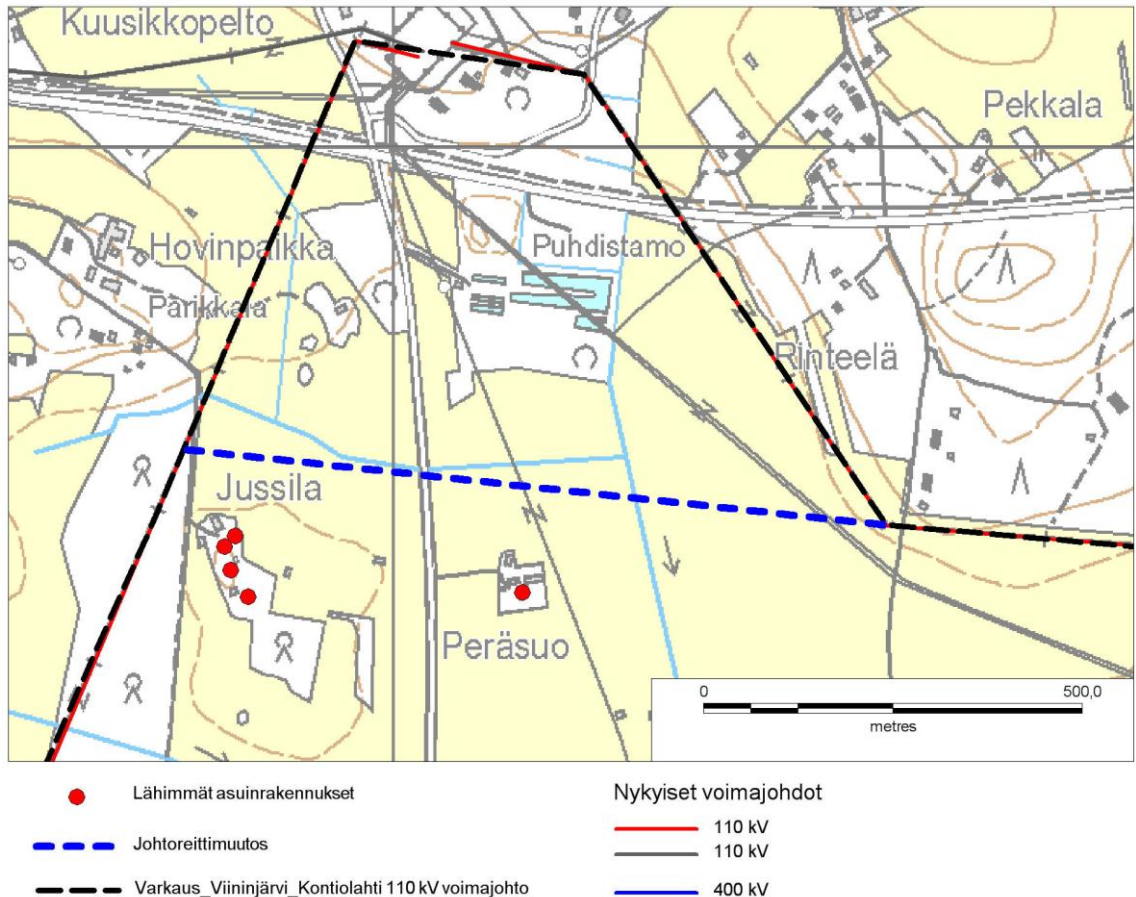 Kuusikkopelto
Pekkala
Hovinpaikka
Puhdistamo
Parikkala
Rinteelä
Jussila
Peräsuo
0 500,0
metres
Lähimmät asuinrakennukset
Johtoreittimuutos
Varkaus_Viininjärvi_Kontiolahti 110 kV voimajohto
Nykyiset voimajohdot
110 kV
110 kV
400 kV